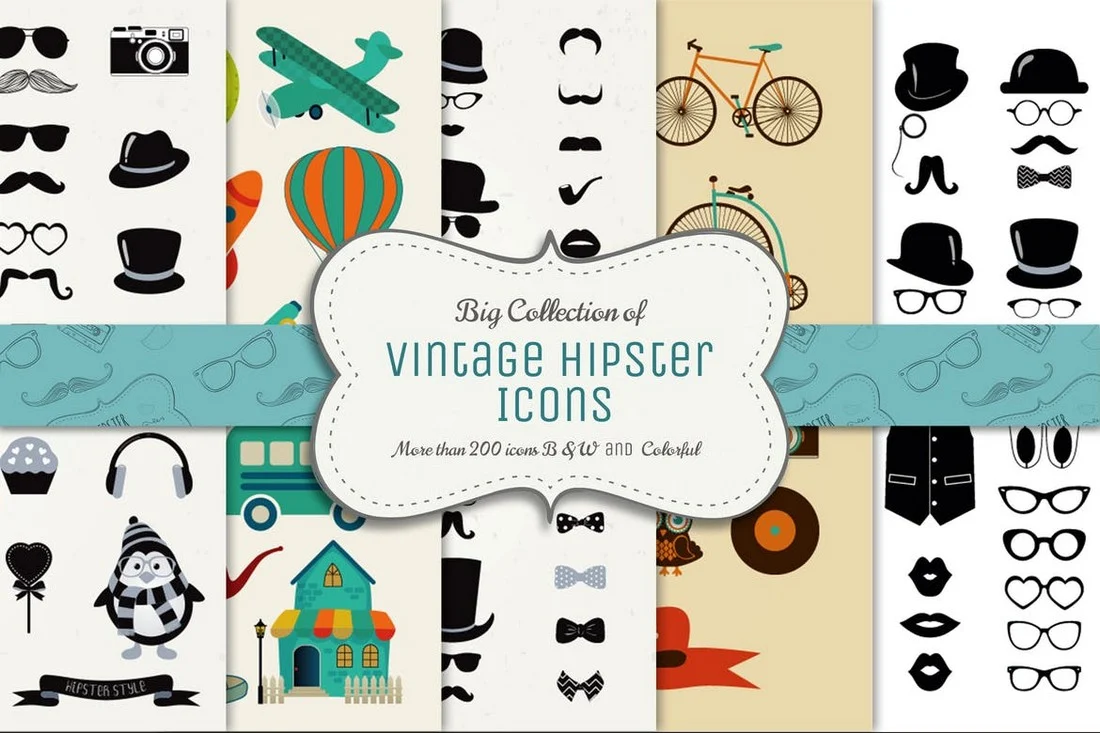 Big Collection of
Vintage Hipster
Icons
More than 200 icons B & W and Colorful
HIPSTER STYLE